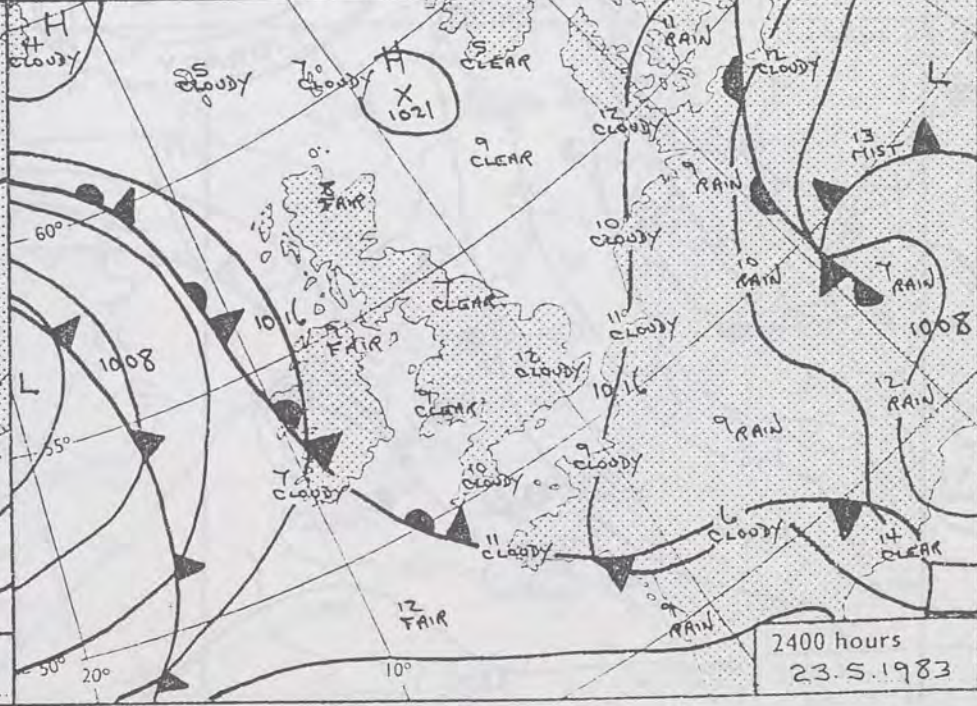 H
14
CLOUDY
5
CLOUDY
7
CLOUDY
H
X
1021
5
CLEAR
11
RAIN
12
CLOUDY
L
12
CLOUDY
13
MIST
9
CLEAR
9
RAIN
8
FAIR
60°
10
CLOUDY
10
RAIN
7
RAIN
7
CLEAR
1016
FAIR
11
CLOUDY
1008
1008
12
CLOUDY
L
9
CLEAR
1016
12
RAIN
9
RAIN
55°
7
CLOUDY
10
CLOUDY
9
CLOUDY
11
CLOUDY
6
CLOUDY
14
CLEAR
12
FAIR
9
RAIN
50°
20°
10°
2400 hours
23.5.1983